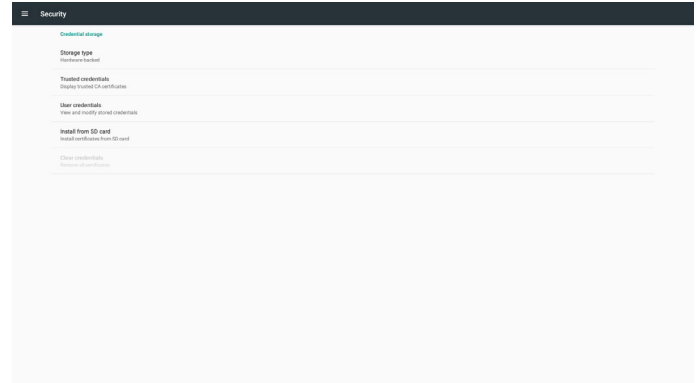 Security
Credential storage
Storage type
Hardware-backed
Trusted credentials
Display trusted CA certificates
User credentials
View and modify stored credentials
Install from SD card
Install certificates from SD card
Clear credentials
Remove all certificates